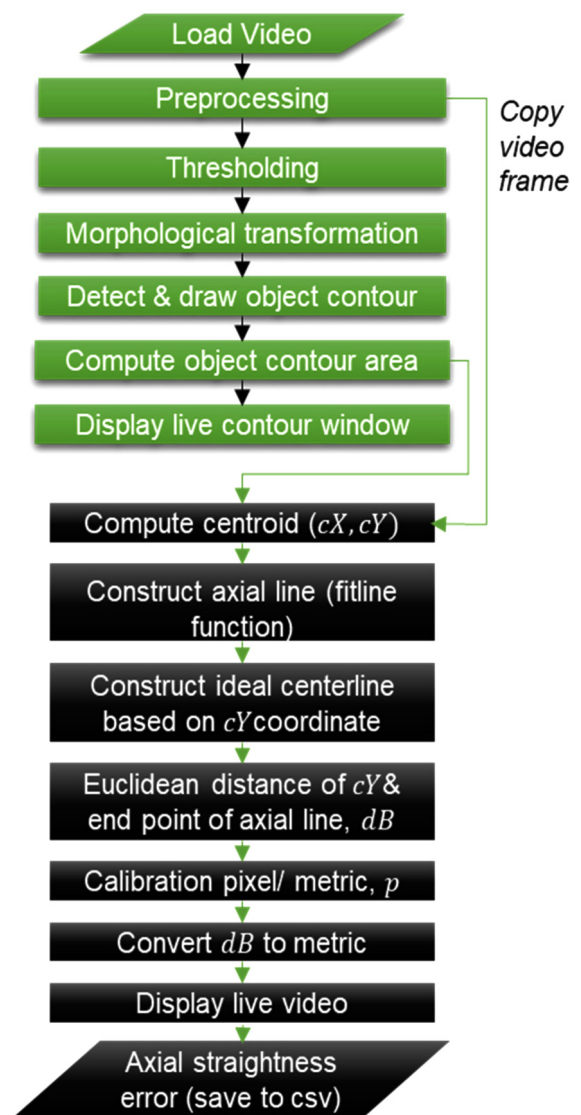 Load Video
Preprocessing
Copy
video
frame
Thresholding
Morphological transformation
Detect & draw object contour
Compute object contour area
Display live contour window
Compute centroid (cX, cY)
Construct axial line (fitline
function)
Construct ideal centerline
based on cY coordinate
Euclidean distance of cY &
end point of axial line, dB
Calibration pixel/ metric, p
Convert dB to metric
Display live video
Axial straightness
error (save to csv)